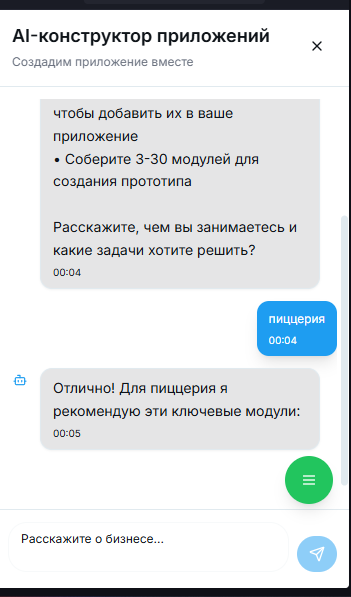 AI-конструктор приложений
Создадим приложение вместе
чтобы добавить их в ваше
приложение
• Соберите 3-30 модулей для
создания прототипа
Расскажите, чем вы занимаетесь и
какие задачи хотите решить?
00:04
пиццерия
00:04
Отлично! Для пиццерия я
рекомендую эти ключевые модули:
00:05
Расскажите о бизнесе...